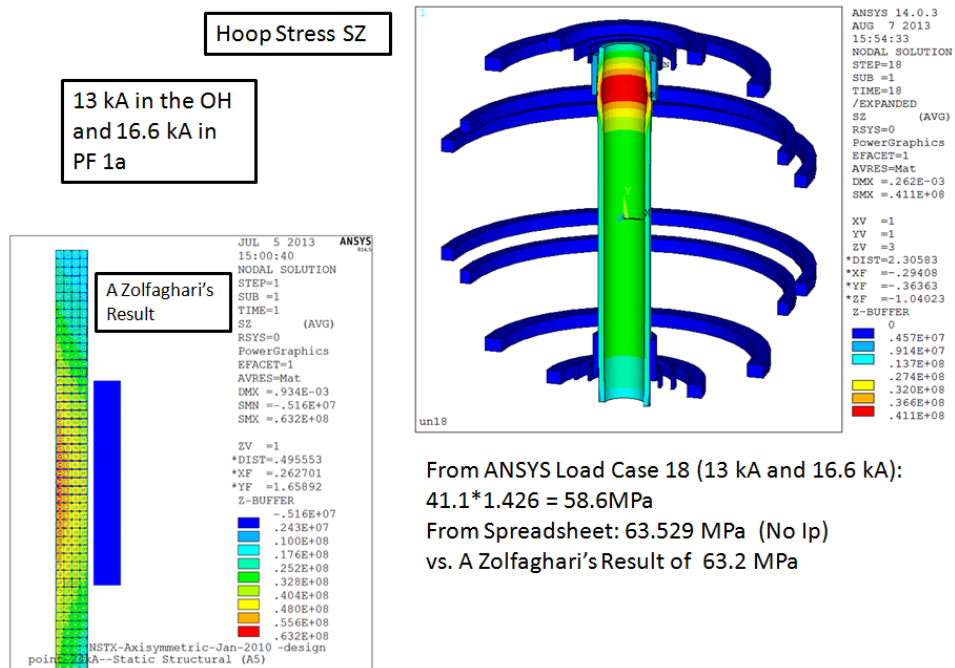 Hoop Stress SZ
13 kA in the OH
and 16.6 kA in
PF 1a
1
ANSYS 14.0.3
AUG 7 2013
15:54:33
NODAL SOLUTION
STEP=18
SUB =1
TIME=18
/EXPANDED
SZ (AVG)
RSYS=0
PowerGraphics
EFACET=1
AVRES=Mat
DMX =.262E-03
SMX =.411E+08
XV =1
YV =1
ZV =3
*DIST=2.30583
*XF =-.29408
*YF =-.36363
*ZF =-1.04023
Z-BUFFER
0
.457E+07
.914E+07
.137E+08
.274E+08
.320E+08
.366E+08
.411E+08
Y
X
un18
A Zolfaghari's
Result
JUL 5 2013
ANSYS
R14.5
15:00:40
NODAL SOLUTION
STEP=1
SUB =1
TIME=1
SZ (AVG)
RSYS=0
PowerGraphics
EFACET=1
AVRES=Mat
DMX =.934E-03
SMN =-.516E+07
SMX =.632E+08
ZV =1
*DIST=.495553
*XF =.262701
*YF =1.65892
Z-BUFFER
-.516E+07
.243E+07
.100E+08
.176E+08
.252E+08
.328E+08
.404E+08
.480E+08
.556E+08
.632E+08
NSTX-Axisymmetric-Jan-2010 -design
--Static Structural (A5)
From ANSYS Load Case 18 (13 kA and 16.6 kA):
41.1*1.426 = 58.6MPa
From Spreadsheet: 63.529 MPa (No Ip)
vs. A Zolfaghari's Result of 63.2 MPa